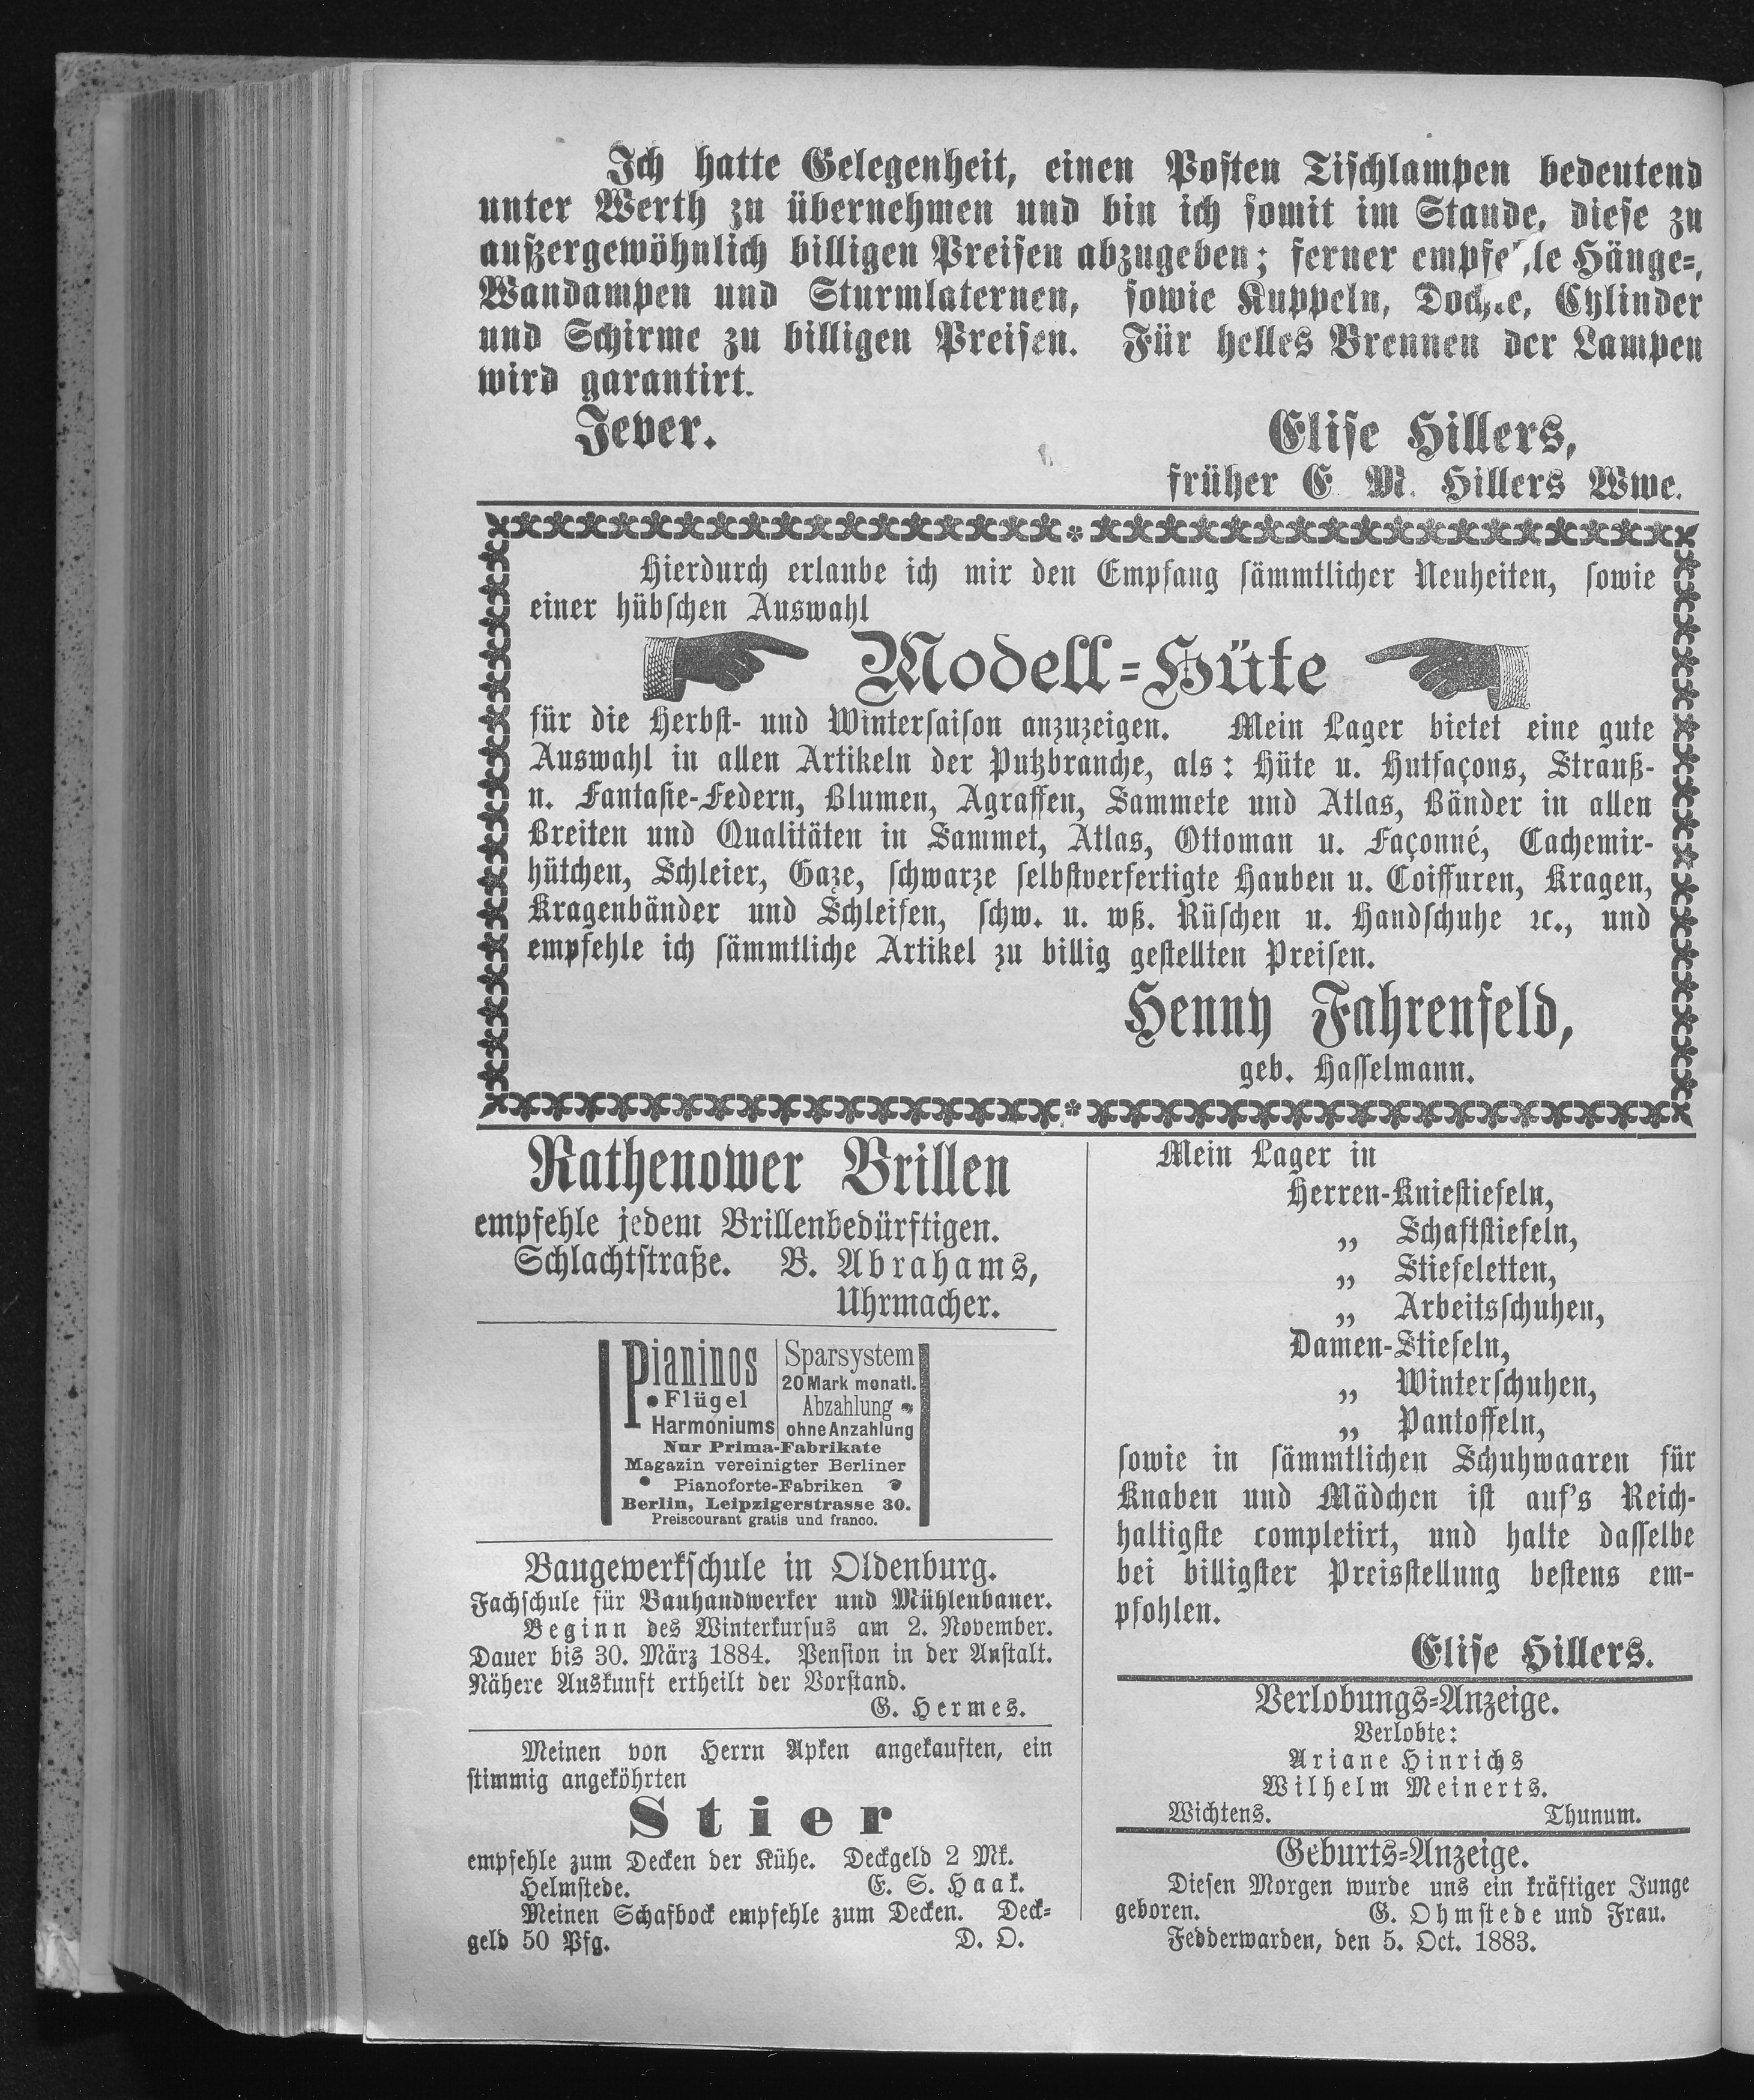 Ich hatte Gelegenheit, einen Posten Tischlampen bedeutend
unter Werth zu übernehmen und bin ich somit im Stande, diese zu
außergewöhnlich billigen Preisen abzugeben; ferner empfehle Hänge-,
Wandampen und Sturmlaternen, sowie Kuppeln, Dochte, Cylinder
und Schirme zu billigen Preisen. Für helles Brennen der Lampen
wird garantirt.
Jever. Elise Hillers,
früher E. M. Hillers Wwe.
Hierdurch erlaube ich mir den Empfang sämmtlicher Neuheiten, sowie
einer hübschen Auswahl
Modell-Hüte
für die Herbst- und Wintersaison anzuzeigen. Mein Lager bietet eine gute
Auswahl in allen Artikeln der Putzbranche, als: Hüte u. Hutfaçons, Strauß-
n. Fantasie-Federn, Blumen, Agraffen, Sammete und Atlas, Bänder in allen
Breiten und Qualitäten in Sammet, Atlas, Ottoman u. Façonné, Cachemir-
hütchen, Schleier, Gaze, schwarze selbstverfertigte Hauben u. Coiffuren, Kragen,
Kragenbänder und Schleifen, schw. u. wß. Rüschen u. Handschuhe ꝛc., und
empfehle ich sämmtliche Artikel zu billig gestellten Preisen.
Henny Fahrenfeld,
geb. Hasselmann.
Rathenower Brillen
empfehle jedem Brillenbedürftigen.
Schlachtstraße. B. Abrahams,
Uhrmacher.
Pianinos
Flügel
Harmoniums
Sparsystem
20 Mark monatl.
Abzahlung
ohne Anzahlung
Nur Prima-Fabrikate
Magazin vereinigter Berliner
Pianoforte-Fabriken
Berlin, Leipzigerstrasse 30.
Preiscourant gratis und franco.
Baugewerkschule in Oldenburg.
Fachschule für Bauhandwerker und Mühlenbauer.
Beginn des Winterkursus am 2. November.
Dauer bis 30. März 1884. Pension in der Anstalt.
Nähere Auskunft ertheilt der Vorstand.
G. Hermes.
Meinen von Herrn Apken angekauften, ein
stimmig angeköhrten
Stier
empfehle zum Decken der Kühe. Deckgeld 2 Mk.
Helmstede. E. S. Haak.
Meinen Schafbock empfehle zum Decken. Deck-
geld 50 Pfg. D. O.
Mein Lager in
Herren-Kniestiefeln,
„ Schaftstiefeln,
„ Stiefeletten,
„ Arbeitsschuhen,
Damen-Stiefeln,
„ Winterschuhen,
„ Pantoffeln,
sowie in sämmtlichen Schuhwaaren für
Knaben und Mädchen ist auf's Reich-
haltigste completirt, und halte dasselbe
bei billigster Preisstellung bestens em-
pfohlen.
Elise Hillers.
Verlobungs-Anzeige.
Verlobte:
Ariane Hinrichs
Wilhelm Meinerts.
Wichtens. Thunum.
Geburts-Anzeige.
Diesen Morgen wurde uns ein kräftiger Junge
geboren. G. Ohmstede und Frau.
Fedderwarden, den 5. Oct. 1883.